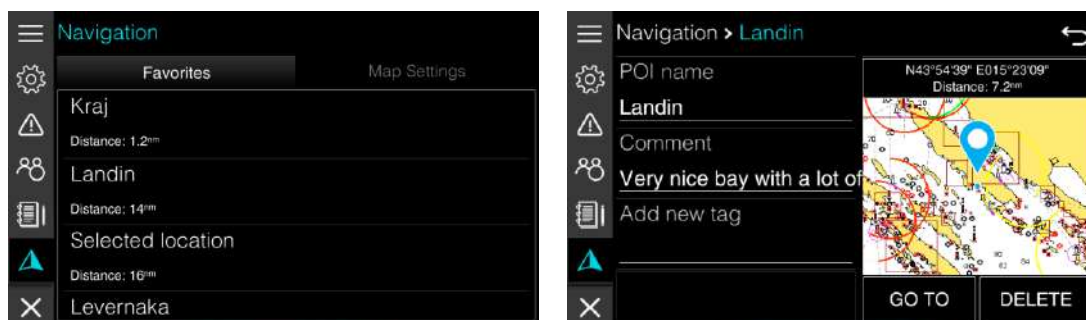 Navigation
Favorites
Map Settings
Kraj
Distance: 1.2nm
Landin
Distance: 14nm
Selected location
Distance: 16nm
Levernaka
Navigation > Landin
POI name
Landin
Comment
Very nice bay with a lot of
Add new tag
N43°54'39" E015°23'09"
Distance: 7.2nm
GO TO
DELETE